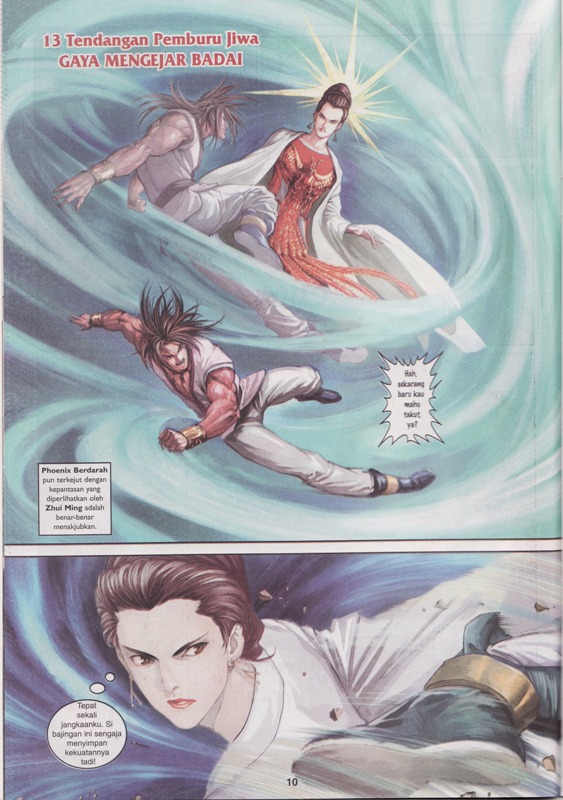 13 Tendangan Pemburu Jiwa
GAYA MENGEJAR BADAI
Hah,
sekarang
baru kau
mahu
takut,
ya?
Phoenix Berdarah
pun terkejut dengan
kepantasan yang
diperlihatkan oleh
Zhui Ming adalah
benar-benar
menakjubkan.
Tepat
sekali
jangkaanku. Si
bajingan ini sengaja
menyimpan
kekuatannya
tadi!
10